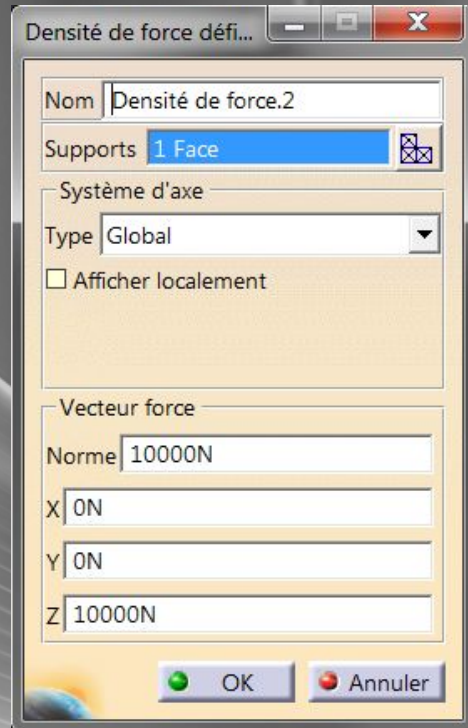 Densité de force défi...
Nom Densité de force.2
Supports 1 Face
Système d'axe
Type Global
Afficher localement
Vecteur force
Norme 10000N
X 0N
Y 0N
Z 10000N
OK Annuler